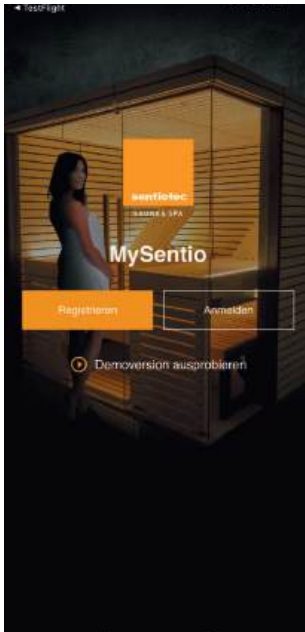 ◄ TestFlight
sentiotec
SAUNA & SPA
MySentio
Registrieren
Anmelden
Demoversion ausprobieren